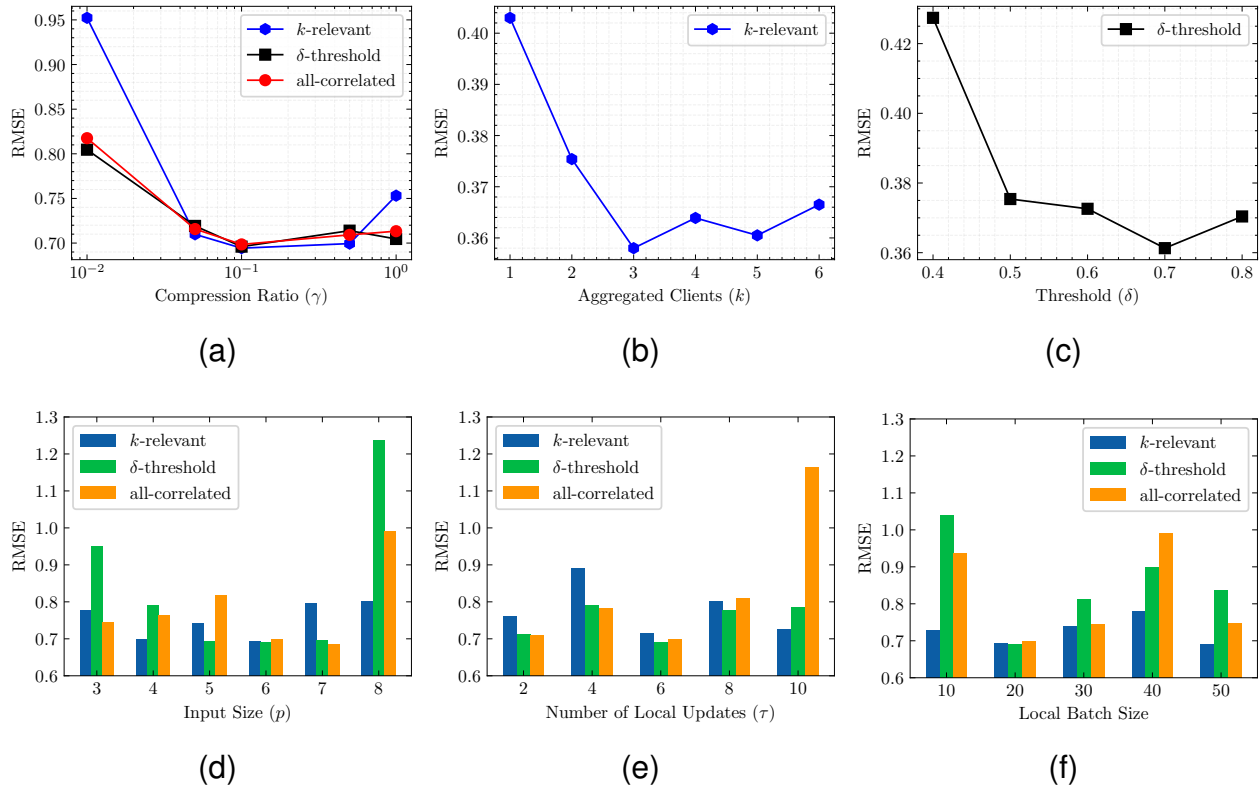 0.95
0.90
0.85
0.80
0.75
0.70
RMSE
k-relevant
δ-threshold
all-correlated
10⁻²
10⁻¹
10⁰
Compression Ratio (γ)
(a)
0.40
0.39
0.38
0.37
0.36
RMSE
k-relevant
1 2 3 4 5 6
Aggregated Clients (k)
(b)
0.42
0.40
0.38
0.36
RMSE
δ-threshold
0.4 0.5 0.6 0.7 0.8
Threshold (δ)
(c)
1.3
1.2
1.1
1.0
0.9
0.8
0.7
0.6
RMSE
k-relevant
δ-threshold
all-correlated
3 4 5 6 7 8
Input Size (p)
(d)
1.3
1.2
1.1
1.0
0.9
0.8
0.7
0.6
RMSE
k-relevant
δ-threshold
all-correlated
2 4 6 8 10
Number of Local Updates (τ)
(e)
1.3
1.2
1.1
1.0
0.9
0.8
0.7
0.6
RMSE
k-relevant
δ-threshold
all-correlated
10 20 30 40 50
Local Batch Size
(f)